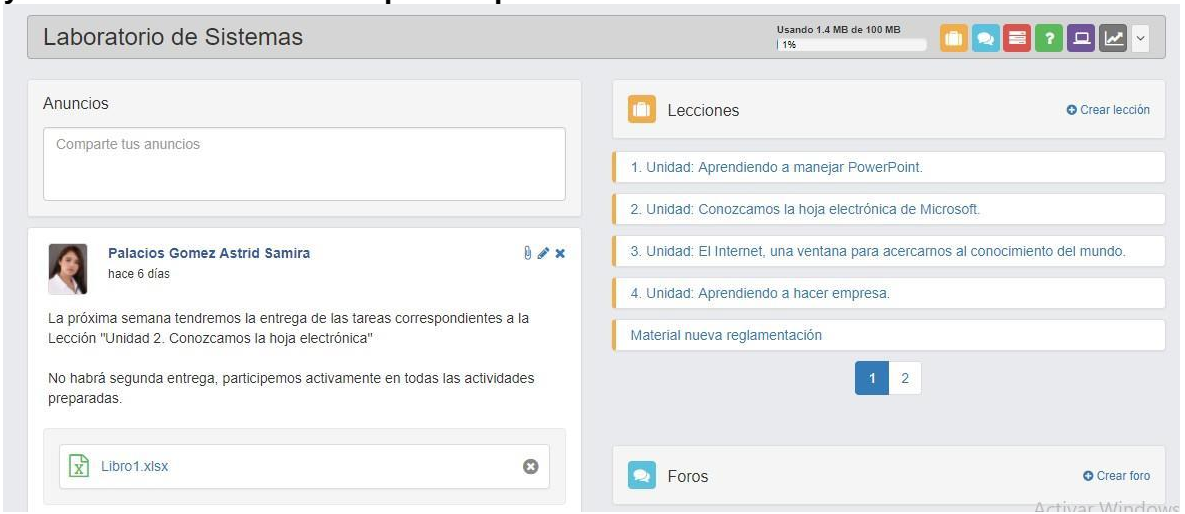 Laboratorio de Sistemas
Usando 1.4 MB de 100 MB
1%
Anuncios
Comparte tus anuncios
Palacios Gomez Astrid Samira
hace 6 días
La próxima semana tendremos la entrega de las tareas correspondientes a la
Lección "Unidad 2. Conozcamos la hoja electrónica"
No habrá segunda entrega, participemos activamente en todas las actividades
preparadas.
Libro1.xlsx
Lecciones
Crear lección
1. Unidad: Aprendiendo a manejar PowerPoint.
2. Unidad: Conozcamos la hoja electrónica de Microsoft.
3. Unidad: El Internet, una ventana para acercarnos al conocimiento del mundo.
4. Unidad: Aprendiendo a hacer empresa.
Material nueva reglamentación
1 2
Foros
Crear foro
Activar Windows